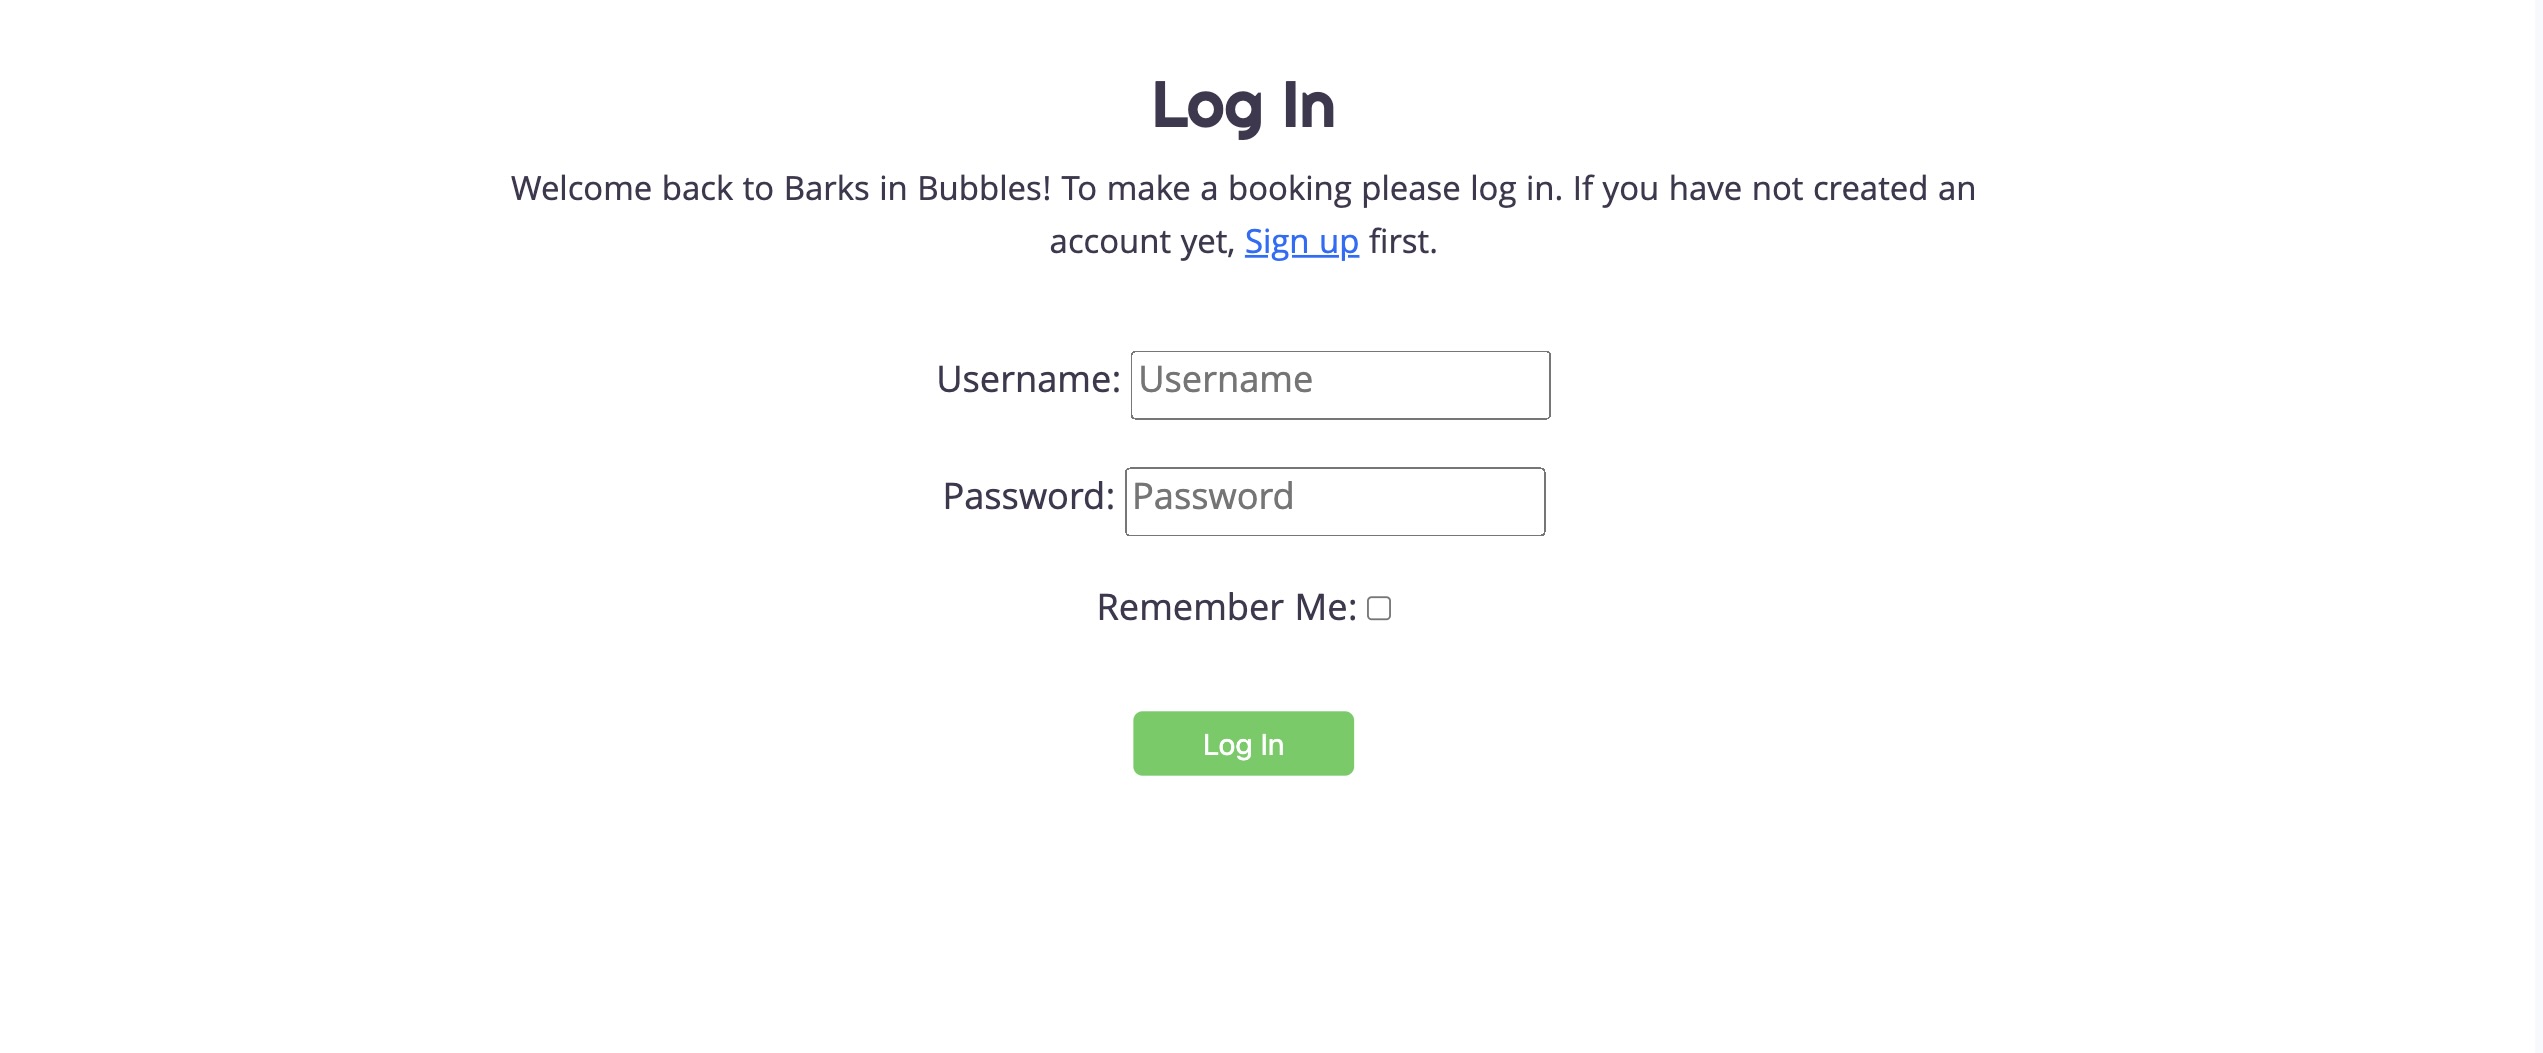 Log In
Welcome back to Barks in Bubbles! To make a booking please log in. If you have not created an
account yet, Sign up first.
Username: Username
Password: Password
Remember Me:
Log In